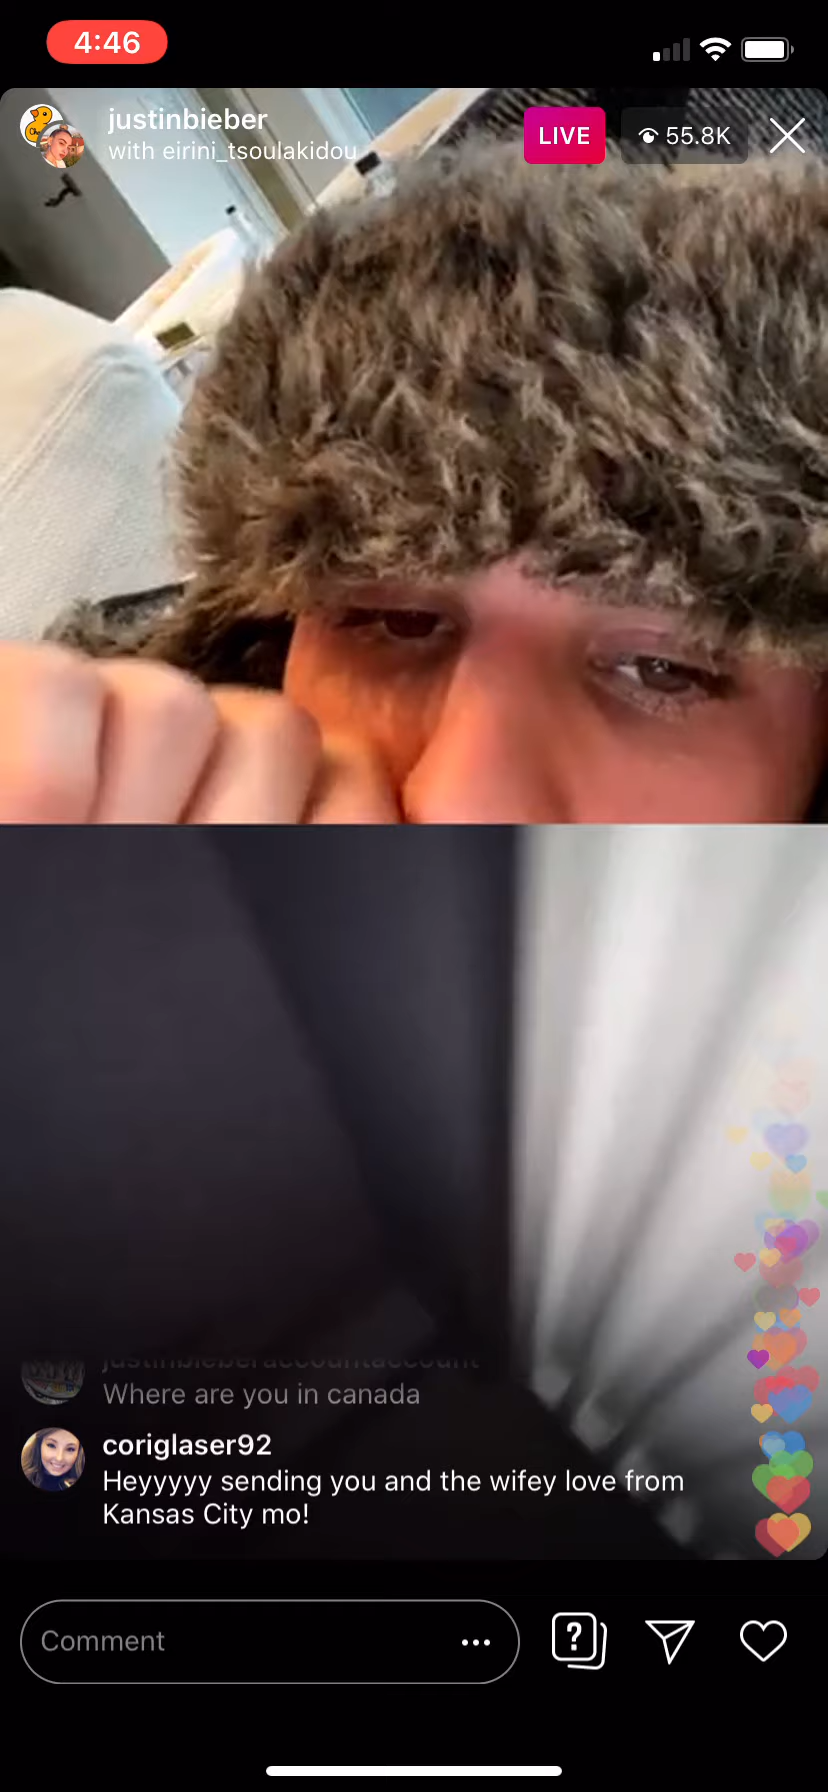 4:46
justinbieber
with eirini_tsoulakidou
LIVE
55.8K
justinbieberaccountaccount
Where are you in canada
coriglaser92
Heyyyyy sending you and the wifey love from
Kansas City mo!
Comment